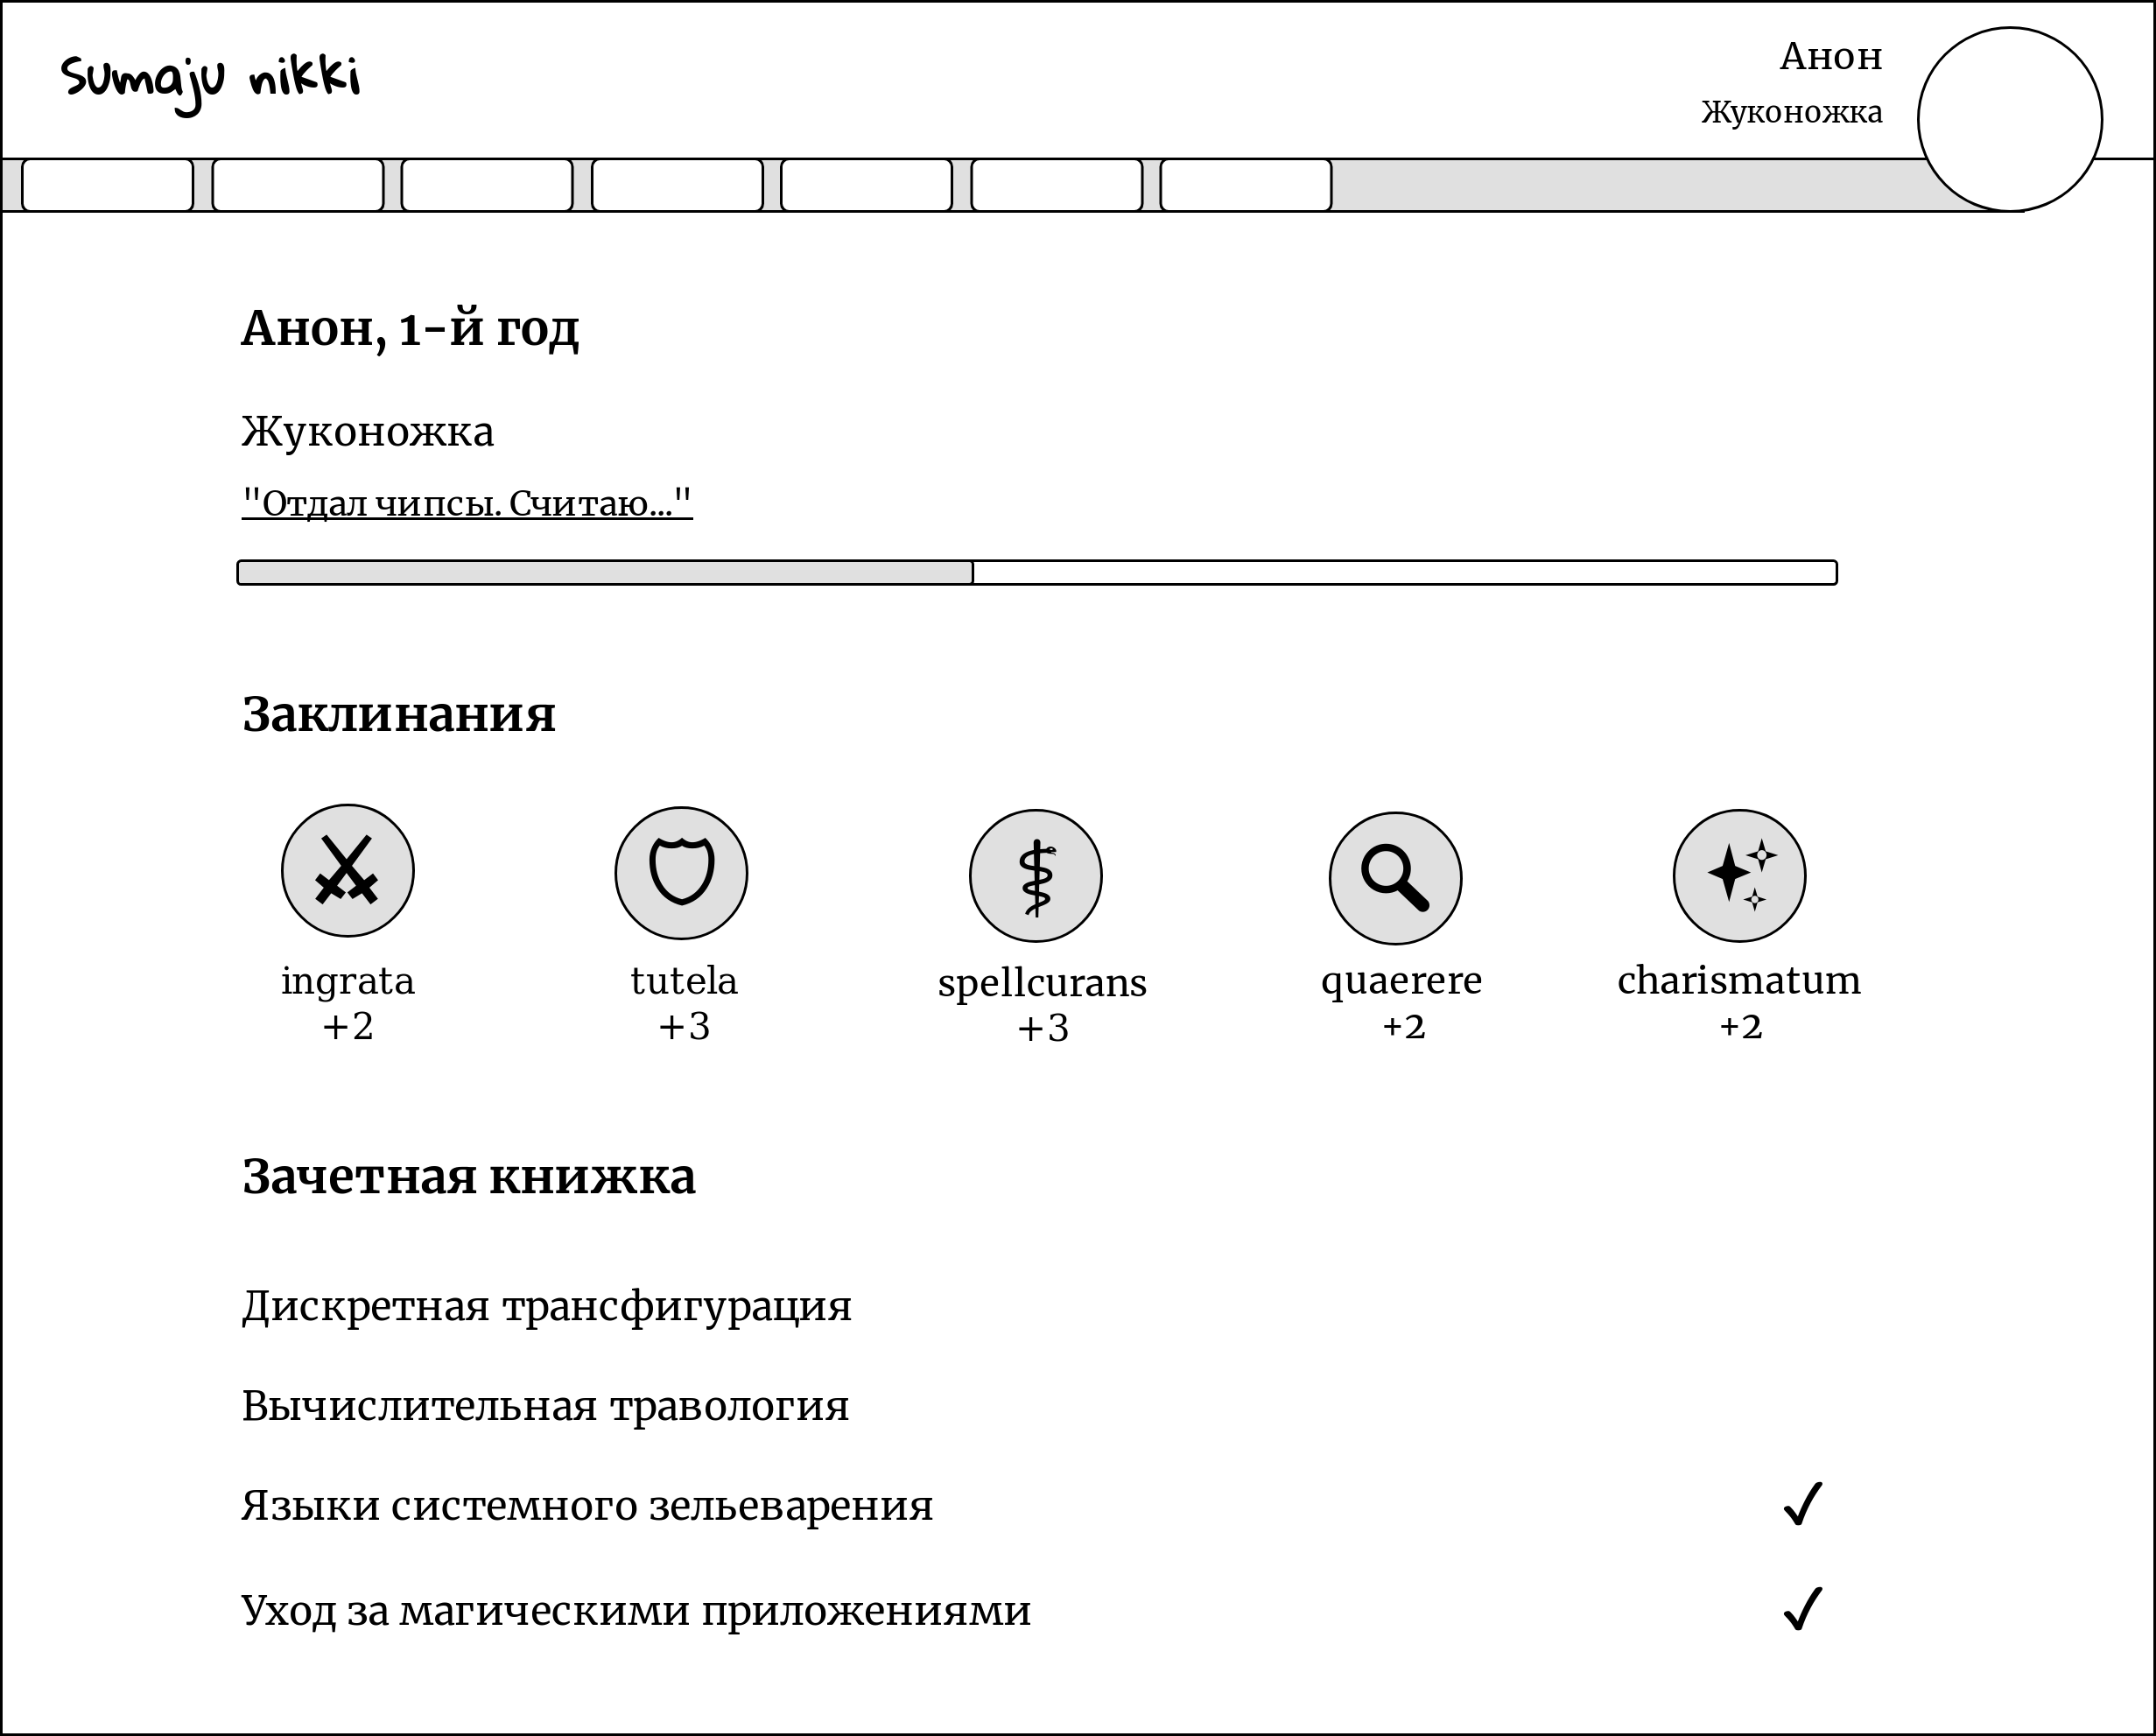 sumaju nikki
Анон
Жуконожка
Анон, 1-й год
Жуконожка
"Отдал чипсы. Считаю..."
Заклинания
ingrata
+2
tutela
+3
spellcurans
+3
quaerere
+2
charismatum
+2
Зачетная книжка
Дискретная трансфигурация
Вычислительная травология
Языки системного зельеварения
Уход за магическими приложениями